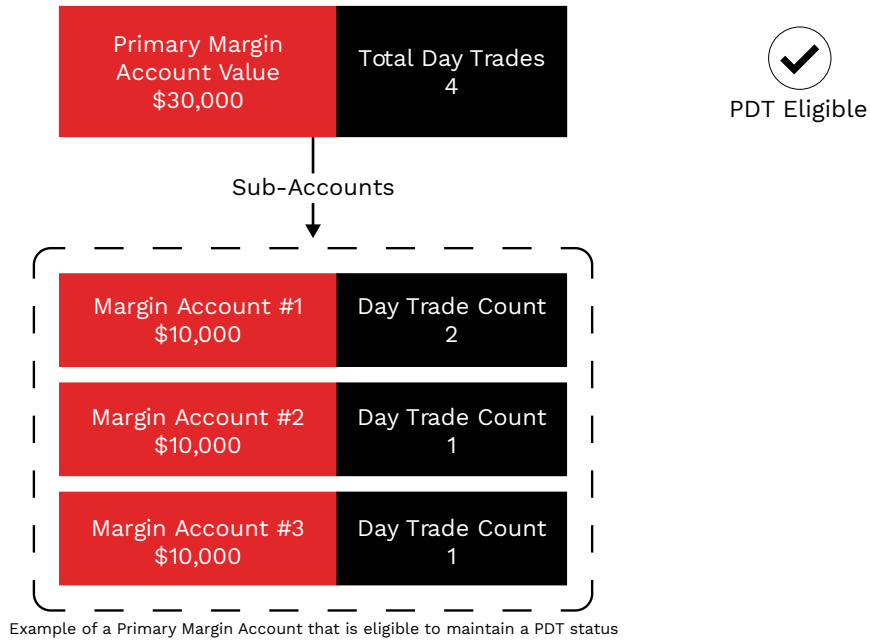 Primary Margin
Account Value
$30,000
Total Day Trades
4
PDT Eligible
Sub-Accounts
Margin Account #1
$10,000
Day Trade Count
2
Margin Account #2
$10,000
Day Trade Count
1
Margin Account #3
$10,000
Day Trade Count
1
Example of a Primary Margin Account that is eligible to maintain a PDT status